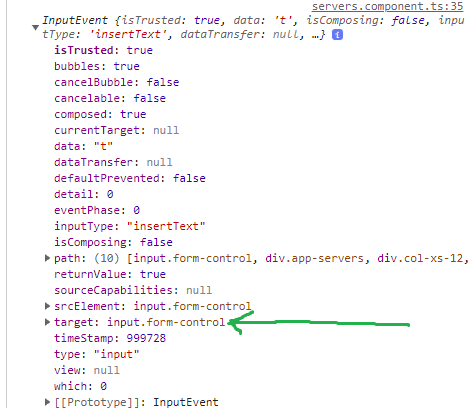 servers.component.ts:35
InputEvent {isTrusted: true, data: 't', isComposing: false, inp
utType: 'insertText', dataTransfer: null, …} i
isTrusted: true
bubbles: true
cancelBubble: false
cancelable: false
composed: true
currentTarget: null
data: "t"
dataTransfer: null
defaultPrevented: false
detail: 0
eventPhase: 0
inputType: "insertText"
isComposing: false
path: (10) [input.form-control, div.app-servers, div.col-xs-12,
returnValue: true
sourceCapabilities: null
srcElement: input.form-control
target: input.form-control
timeStamp: 999728
type: "input"
view: null
which: 0
[[Prototype]]: InputEvent